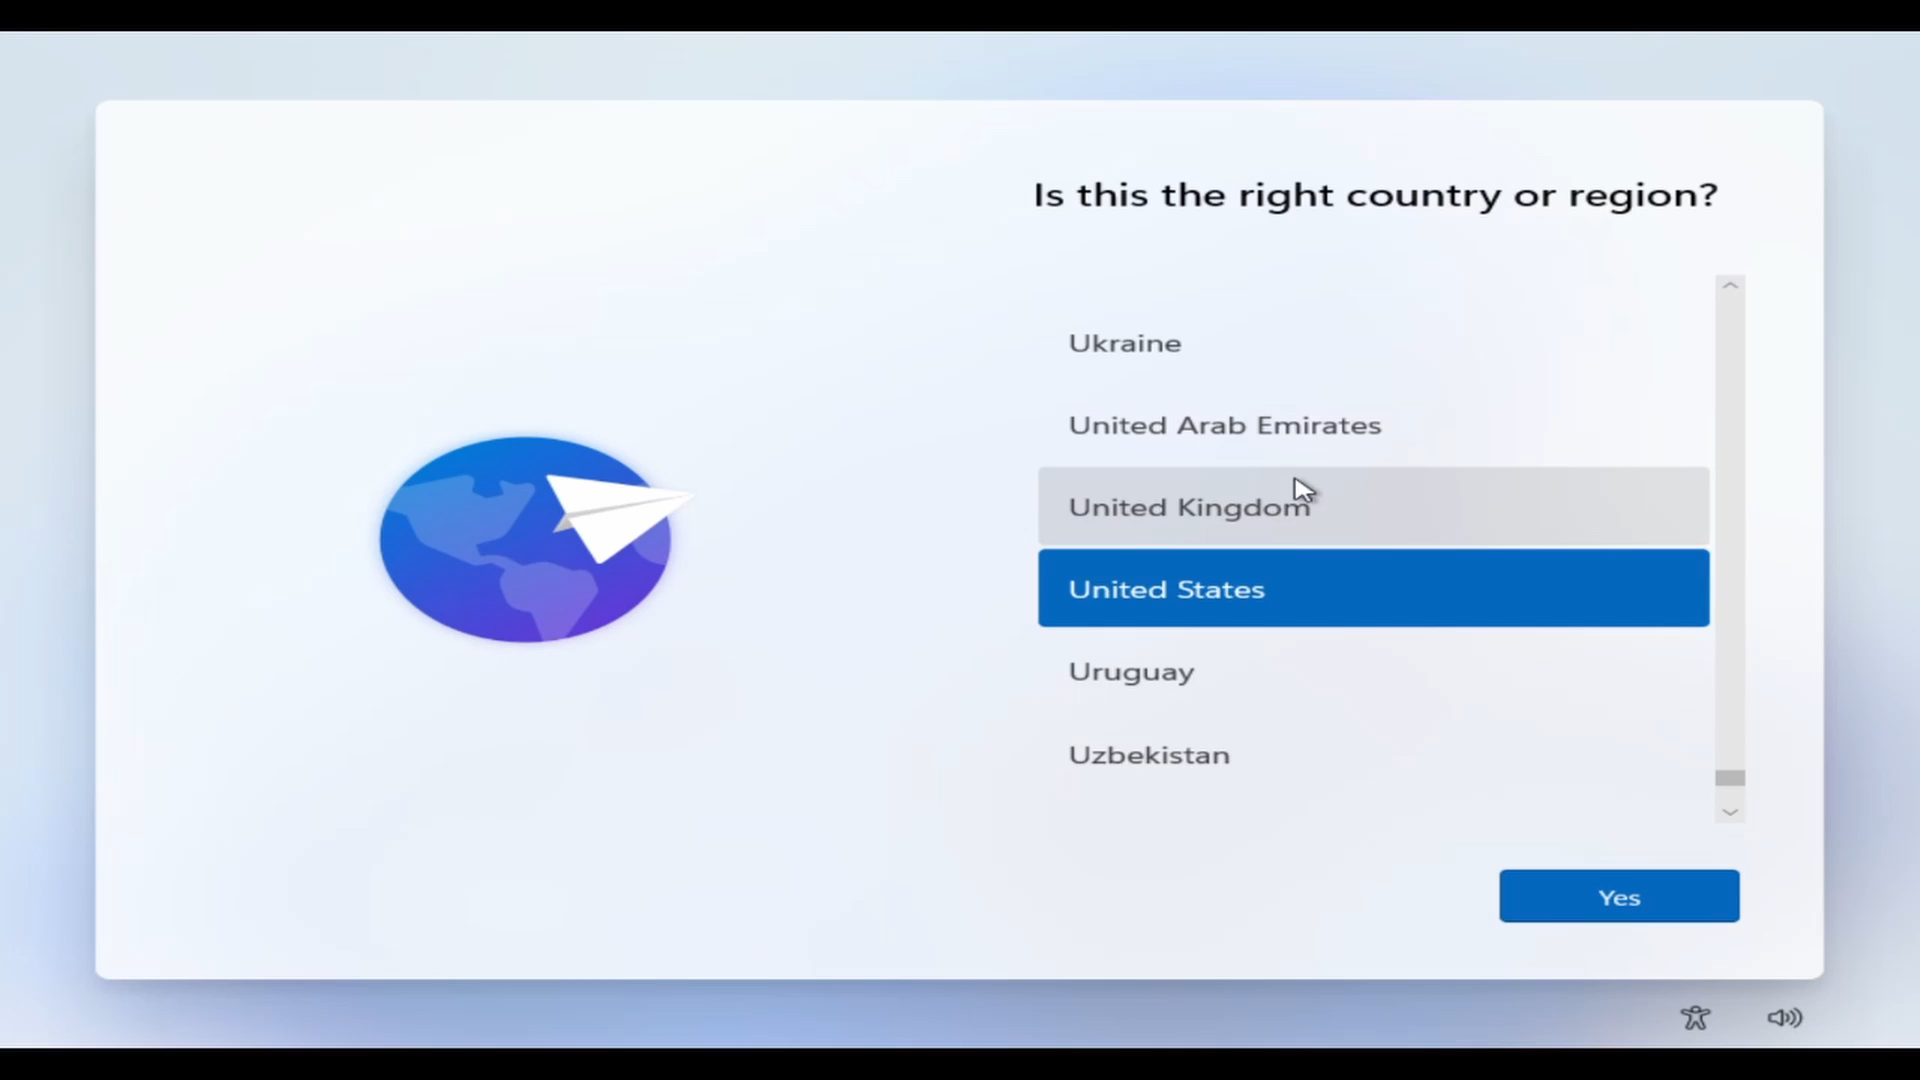 Is this the right country or region?
Ukraine
United Arab Emirates
United Kingdom
United States
Uruguay
Uzbekistan
Yes